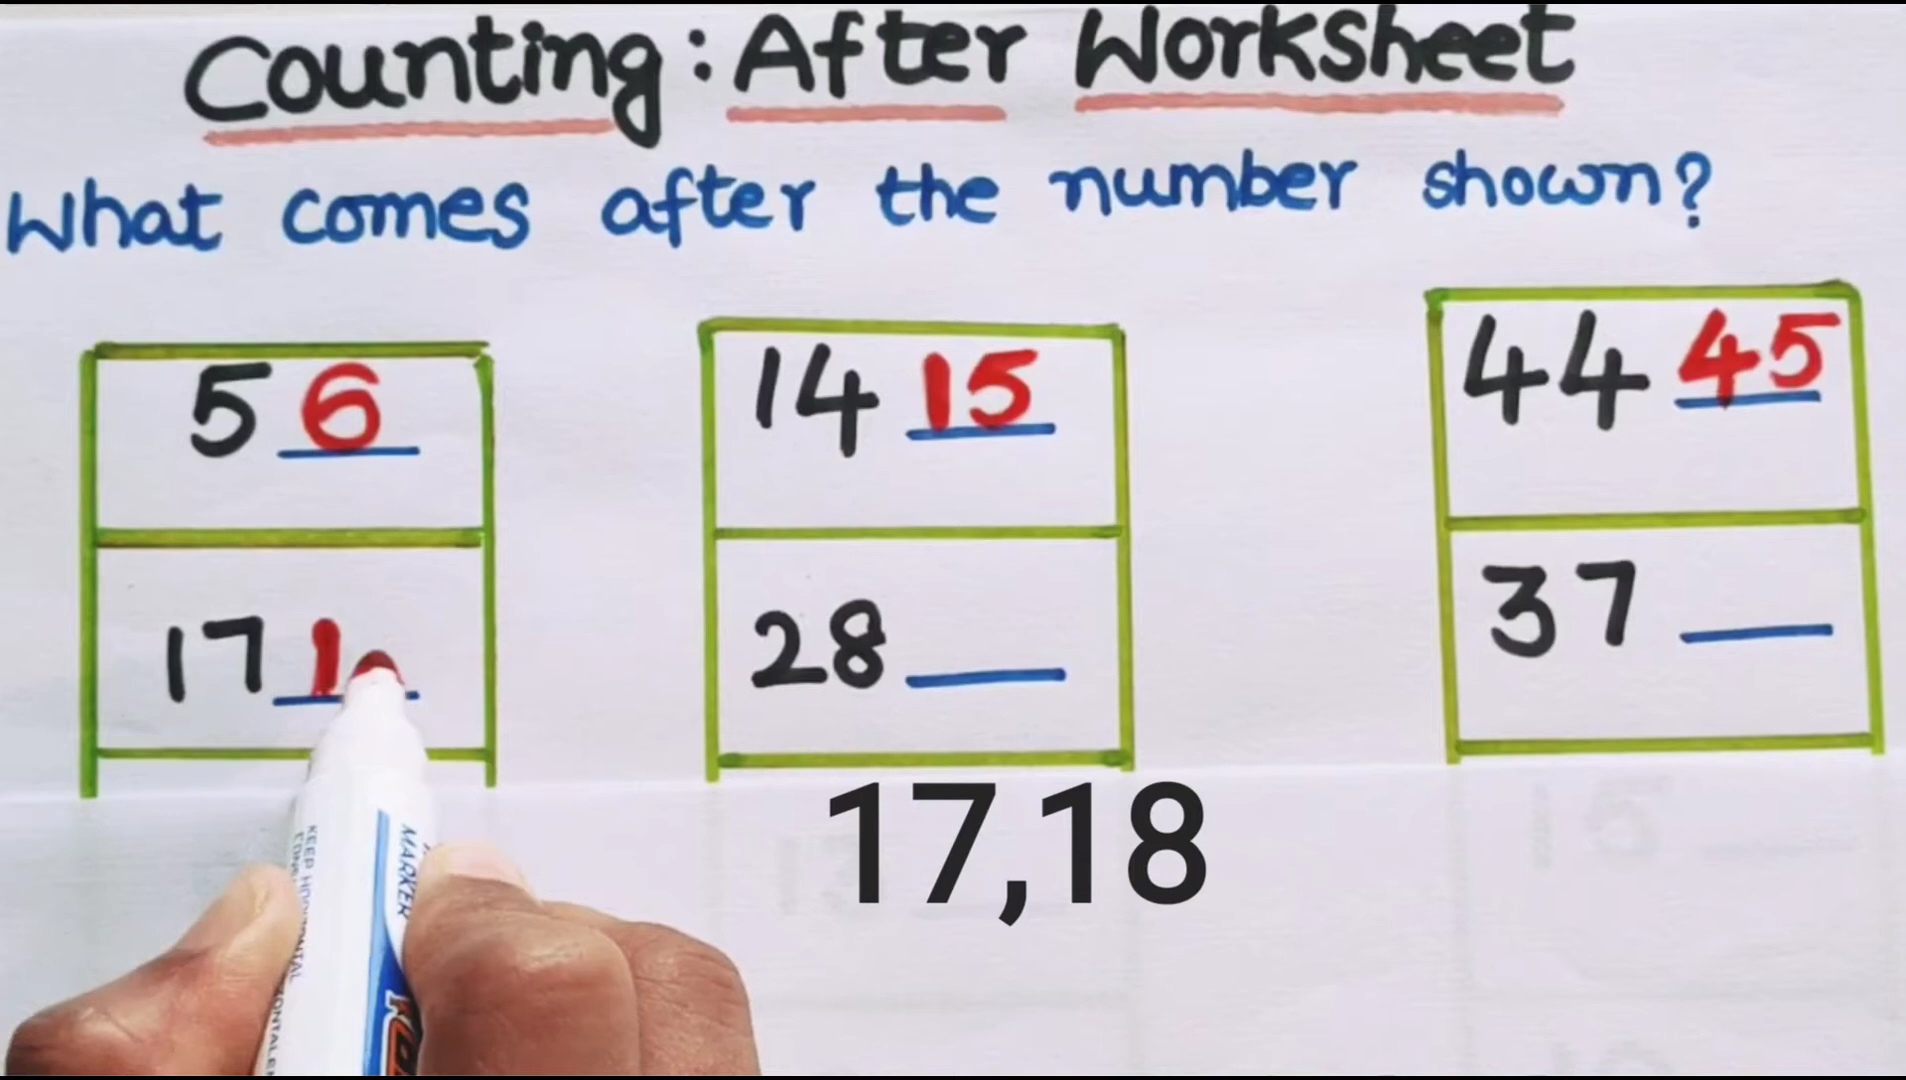 Counting: After Worksheet
What comes after the number shown?
5 6
14 15
44 45
17 1
28
37
17,18
MARKER